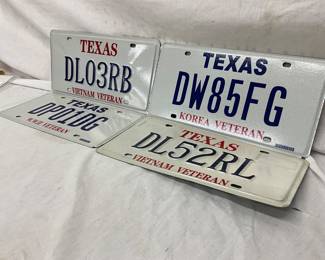 TEXAS
DL03RB
VIETNAM VETERAN
TEXAS
DW85FG
KOREA VETERAN
TEXAS
VETERAN
TEXAS
DL52RL
VIETNAM VETERAN